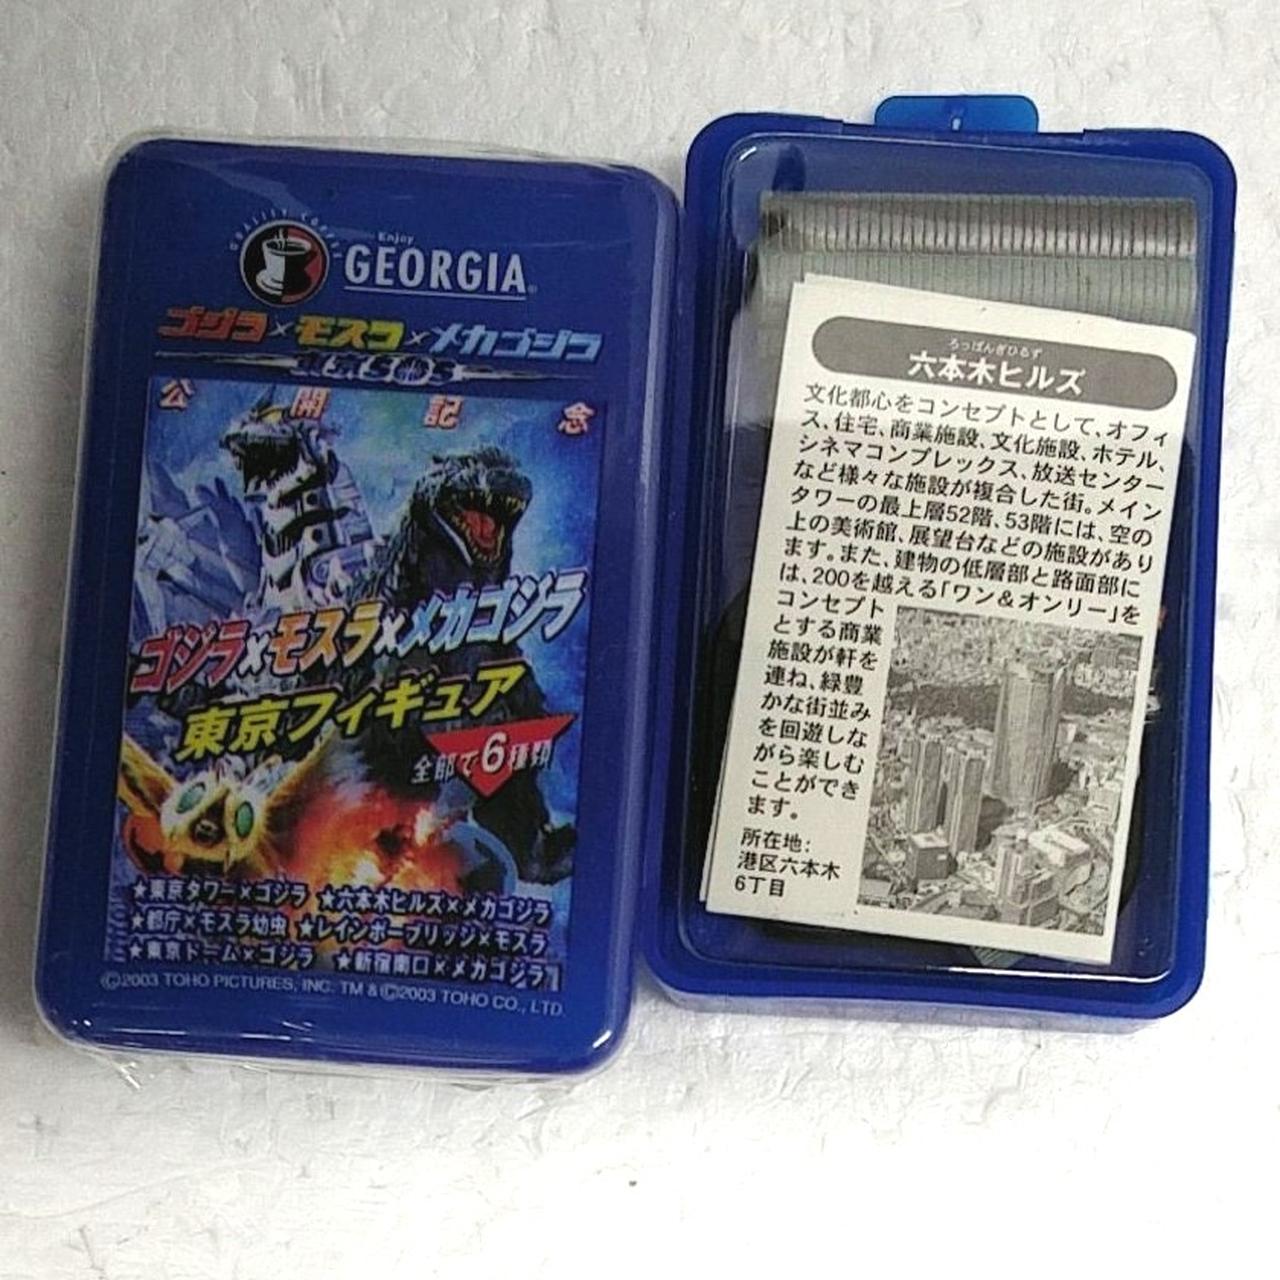 QUALITY COFFEE
Enjoy
GEORGIA
ゴジラ×モスラ×メカゴジラ
東京SOS
公開記念
ゴジラ×モスラ×メカゴジラ
東京フィギュア
全部で6種類
★東京タワー×ゴジラ ★六本木ヒルズ×メカゴジラ
★都庁×モスラ幼虫 ★レインボーブリッジ×モスラ
★東京ドーム×ゴジラ ★新宿南口×メカゴジラ
©2003 TOHO PICTURES, INC. TM & ©2003 TOHO CO., LTD.
ろっぽんぎひるず
六本木ヒルズ
文化都心をコンセプトとして、オフィ
ス、住宅、商業施設、文化施設、ホテル、
シネマコンプレックス、放送センター
など様々な施設が複合した街。メイン
タワーの最上層52階、53階には、空の
上の美術館、展望台などの施設があり
ます。また、建物の低層部と路面部に
は、200を越える「ワン&オンリー」を
コンセプト
とする商業
施設が軒を
連ね、緑豊
かな街並み
を回遊しな
がら楽しむ
ことができ
ます。
所在地:
港区六本木
6丁目